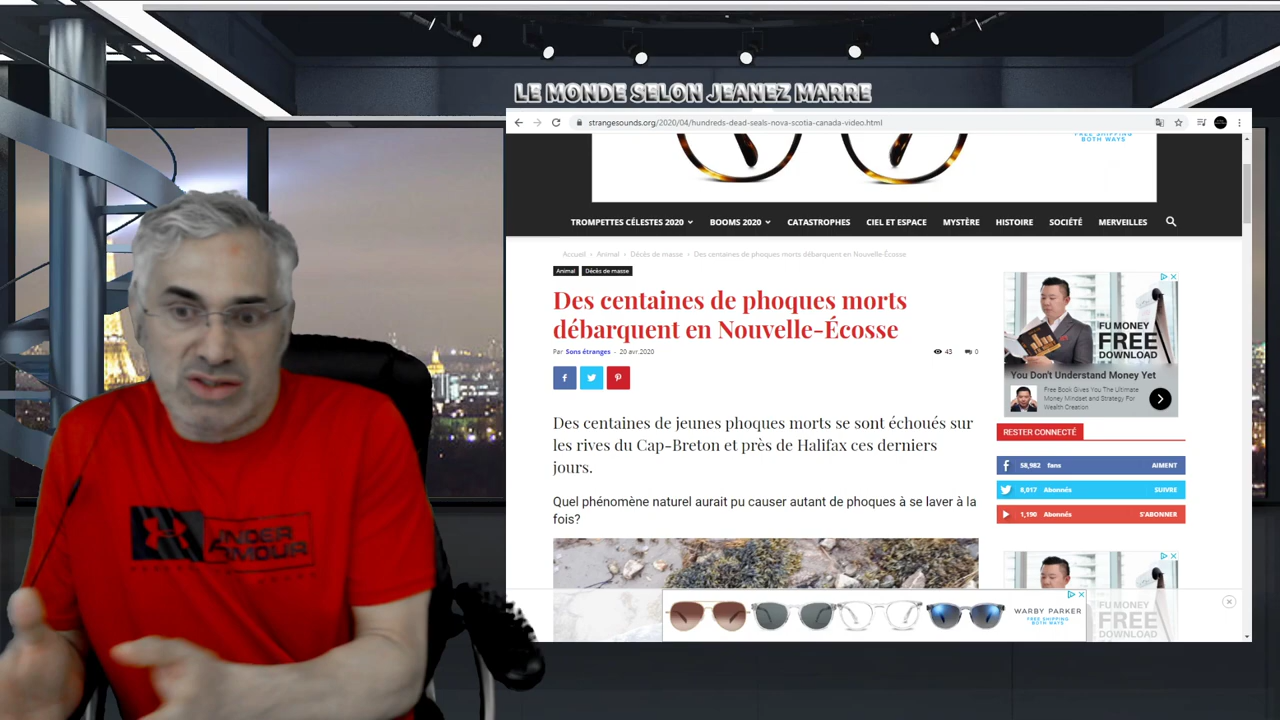 LE MONDE SELON JEANEZ MARRE
strangesounds.org/2020/04/hundreds-dead-seals-nova-scotia-canada-video.html
FREE SHIPPING
BOTH WAYS
TROMPETTES CÉLESTES 2020 BOOMS 2020 CATASTROPHES CIEL ET ESPACE MYSTÈRE HISTOIRE SOCIÉTÉ MERVEILLES
Accueil › Animal › Décès de masse › Des centaines de phoques morts débarquent en Nouvelle-Écosse
Animal Décès de masse
Des centaines de phoques morts
débarquent en Nouvelle-Écosse
Par Sons étranges - 20 avr.2020 43 0
Des centaines de jeunes phoques morts se sont échoués sur
les rives du Cap-Breton et près de Halifax ces derniers
jours.
Quel phénomène naturel aurait pu causer autant de phoques à se laver à la
fois?
FU MONEY
FREE
DOWNLOAD
You Don't Understand Money Yet
Free Book Gives You The Ultimate
Money Mindset and Strategy For
Wealth Creation
RESTER CONNECTÉ
58,982 fans AIMENT
8,017 Abonnés SUIVRE
1,190 Abonnés S'ABONNER
WARBY PARKER
FREE SHIPPING
BOTH WAYS
FU MONEY
FREE
DOWNLOAD
UNDER
ARMOUR